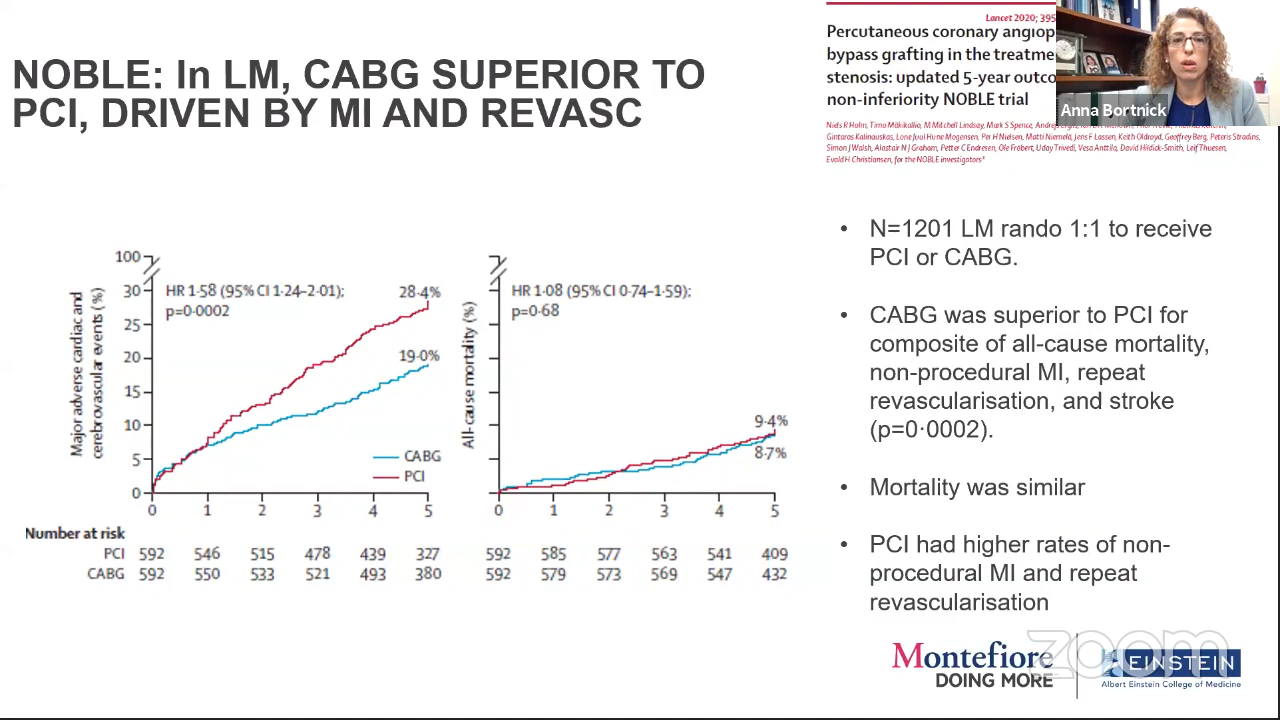 NOBLE: In LM, CABG SUPERIOR TO
PCI, DRIVEN BY MI AND REVASC
Lancet 2020; 395
Percutaneous coronary angiop
bypass grafting in the treatme
stenosis: updated 5-year outco
non-inferiority NOBLE trial
Anna Bortnick
Niels R Holm, Timo Mäkikallio, M Mitchell Lindsay, Mark S Spence,
Gintaras Kalinauskas, Lone Juul Hune Mogensen, Per H Nielsen, Matti Niemelä, Jens F Lassen, Keith Oldroyd, Geoffrey Berg, Peteris Stradins,
Simon J Walsh, Alastair N J Graham, Petter C Endresen, Ole Fröbert, Uday Trivedi, Vesa Anttila, David Hildick-Smith, Leif Thuesen,
Evald H Christiansen, for the NOBLE investigators*
Major adverse cardiac and
cerebrovascular events (%)
100
30
25
20
15
10
5
0
HR 1·58 (95% CI 1·24–2·01);
p=0·0002
28·4%
19·0%
CABG
PCI
0 1 2 3 4 5
All-cause mortality (%)
HR 1·08 (95% CI 0·74–1·59);
p=0·68
9·4%
8·7%
0 1 2 3 4 5
Number at risk
PCI 592 546 515 478 439 327 592 585 577 563 541 409
CABG 592 550 533 521 493 380 592 579 573 569 547 432
• N=1201 LM rando 1:1 to receive
PCI or CABG.
• CABG was superior to PCI for
composite of all-cause mortality,
non-procedural MI, repeat
revascularisation, and stroke
(p=0·0002).
• Mortality was similar
• PCI had higher rates of non-
procedural MI and repeat
revascularisation
Montefiore
DOING MORE
zoom
EINSTEIN
Albert Einstein College of Medicine